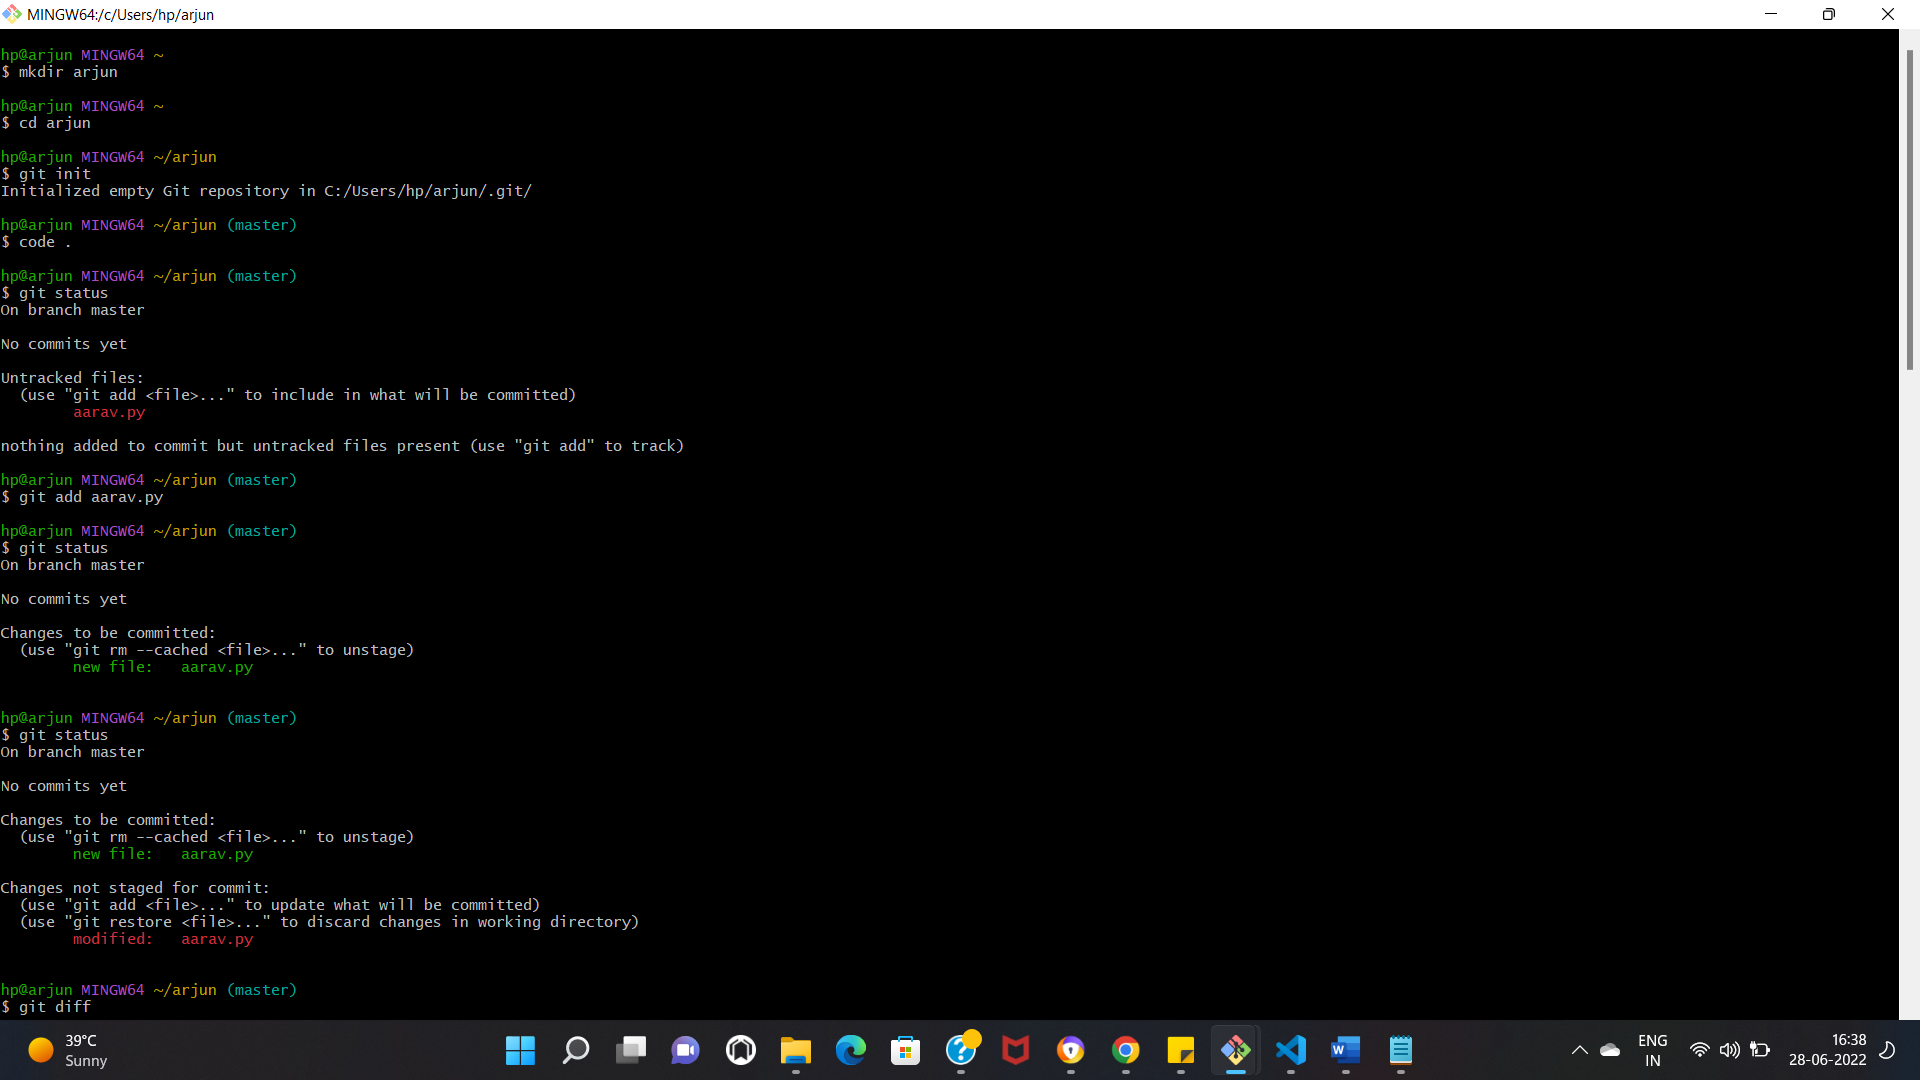 MINGW64:/c/Users/hp/arjun
hp@arjun MINGW64 ~
$ mkdir arjun
hp@arjun MINGW64 ~
$ cd arjun
hp@arjun MINGW64 ~/arjun
$ git init
Initialized empty Git repository in C:/Users/hp/arjun/.git/
hp@arjun MINGW64 ~/arjun (master)
$ code .
hp@arjun MINGW64 ~/arjun (master)
$ git status
On branch master
No commits yet
Untracked files:
  (use "git add <file>..." to include in what will be committed)
        aarav.py
nothing added to commit but untracked files present (use "git add" to track)
hp@arjun MINGW64 ~/arjun (master)
$ git add aarav.py
hp@arjun MINGW64 ~/arjun (master)
$ git status
On branch master
No commits yet
Changes to be committed:
  (use "git rm --cached <file>..." to unstage)
        new file:   aarav.py
hp@arjun MINGW64 ~/arjun (master)
$ git status
On branch master
No commits yet
Changes to be committed:
  (use "git rm --cached <file>..." to unstage)
        new file:   aarav.py
Changes not staged for commit:
  (use "git add <file>..." to update what will be committed)
  (use "git restore <file>..." to discard changes in working directory)
        modified:   aarav.py
hp@arjun MINGW64 ~/arjun (master)
$ git diff
39°C
Sunny
ENG
IN
16:38
28-06-2022